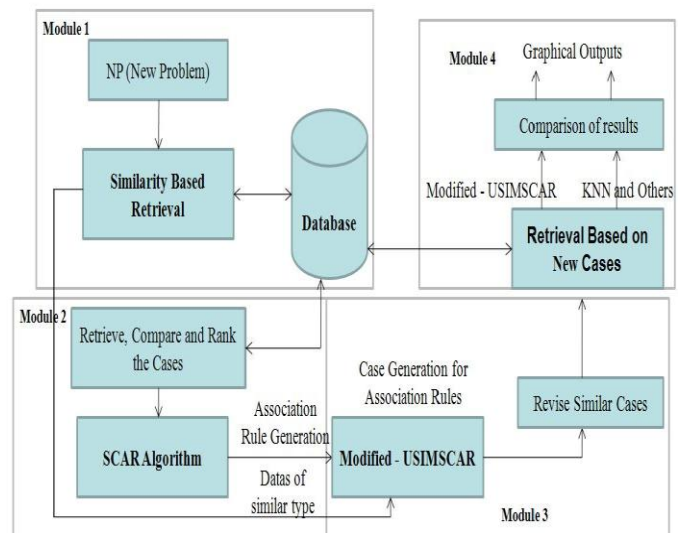 Module 1
NP (New Problem)
Similarity Based
Retrieval
Database
Module 4
Graphical Outputs
Comparison of results
Modified - USIMSCAR
KNN and Others
Retrieval Based on
New Cases
Module 2
Retrieve, Compare and Rank
the Cases
SCAR Algorithm
Association
Rule Generation
Datas of
similar type
Case Generation for
Association Rules
Modified - USIMSCAR
Revise Similar Cases
Module 3